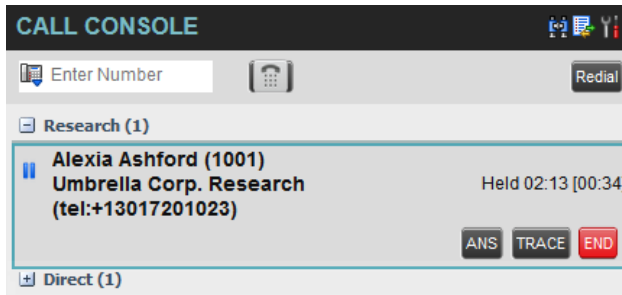 CALL CONSOLE
Enter Number
Redial
Research (1)
Alexia Ashford (1001)
Umbrella Corp. Research
(tel:+13017201023)
Held 02:13 [00:34
ANS TRACE END
Direct (1)